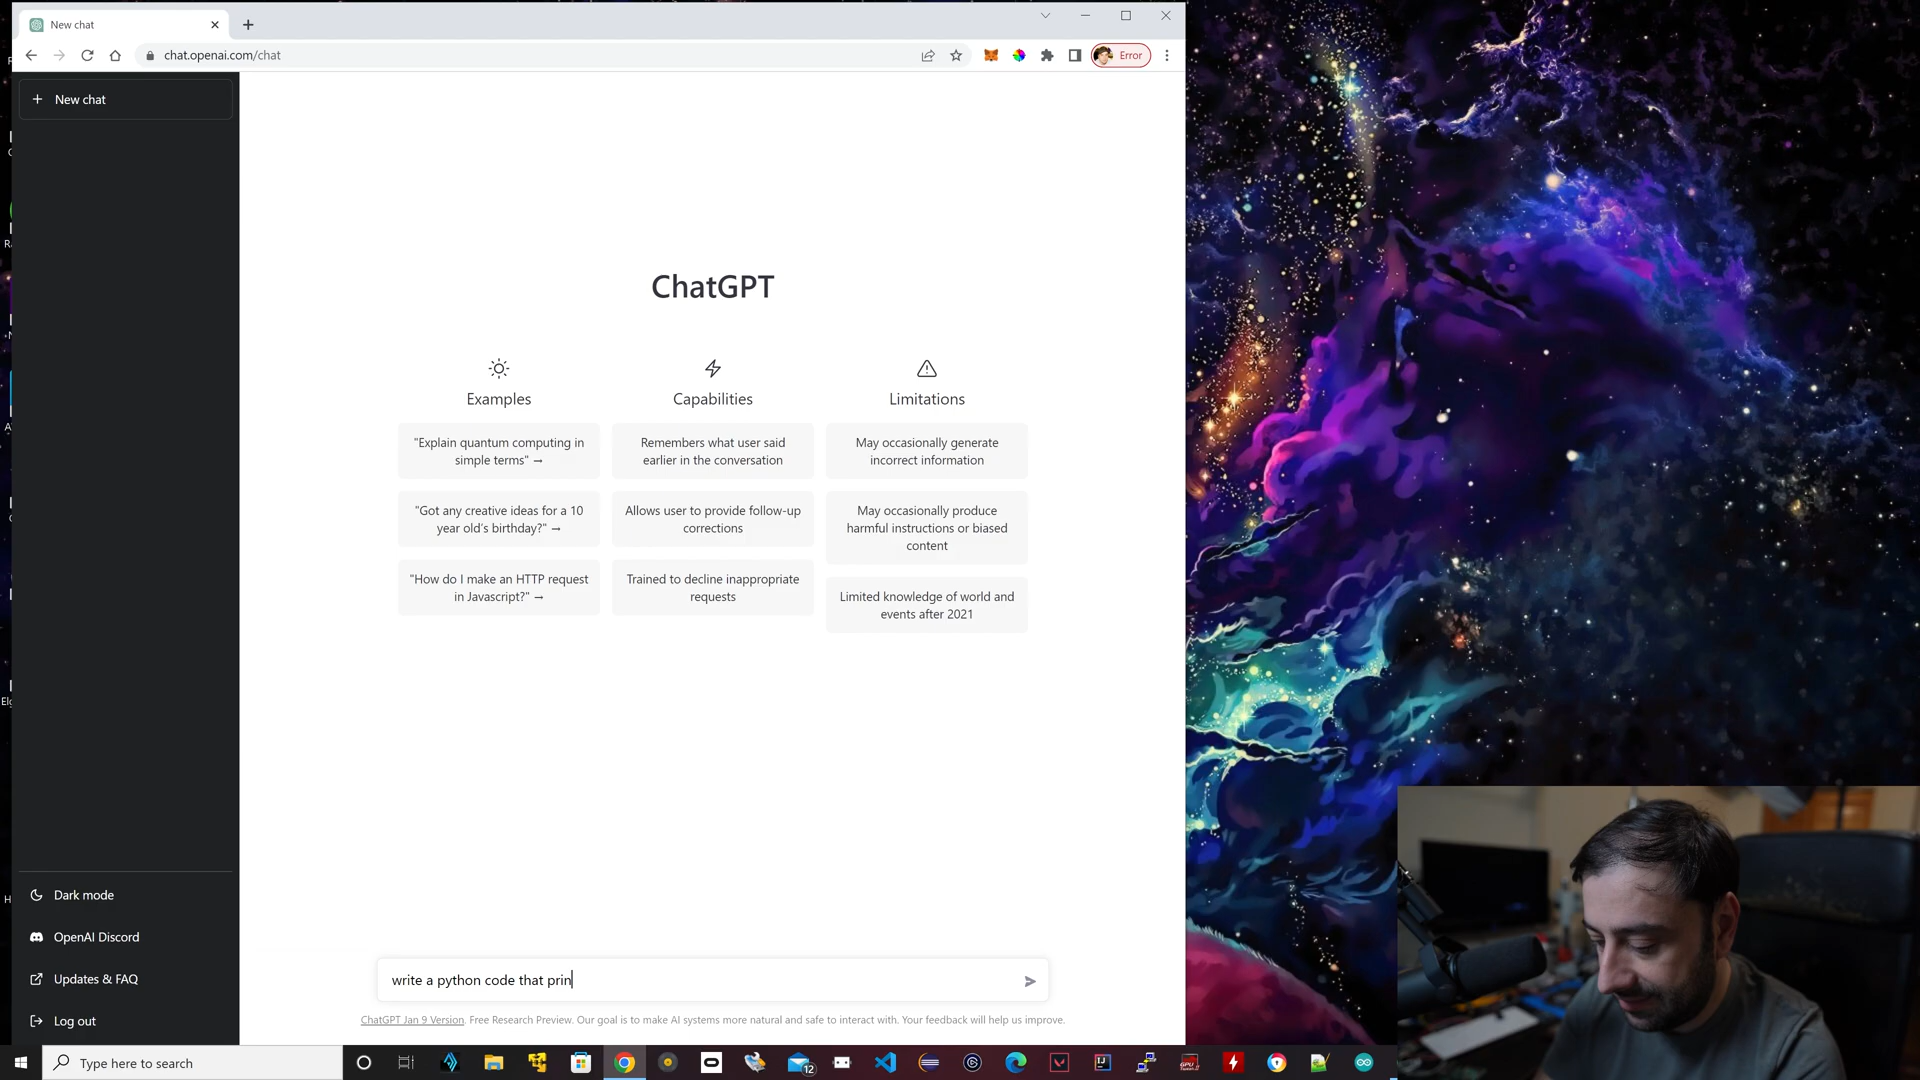 New chat
chat.openai.com/chat
Error
New chat
ChatGPT
Examples
Capabilities
Limitations
"Explain quantum computing in
simple terms" →
Remembers what user said
earlier in the conversation
May occasionally generate
incorrect information
"Got any creative ideas for a 10
year old's birthday?" →
Allows user to provide follow-up
corrections
May occasionally produce
harmful instructions or biased
content
"How do I make an HTTP request
in Javascript?" →
Trained to decline inappropriate
requests
Limited knowledge of world and
events after 2021
Dark mode
OpenAI Discord
Updates & FAQ
Log out
write a python code that prin
ChatGPT Jan 9 Version. Free Research Preview. Our goal is to make AI systems more natural and safe to interact with. Your feedback will help us improve.
Type here to search
12